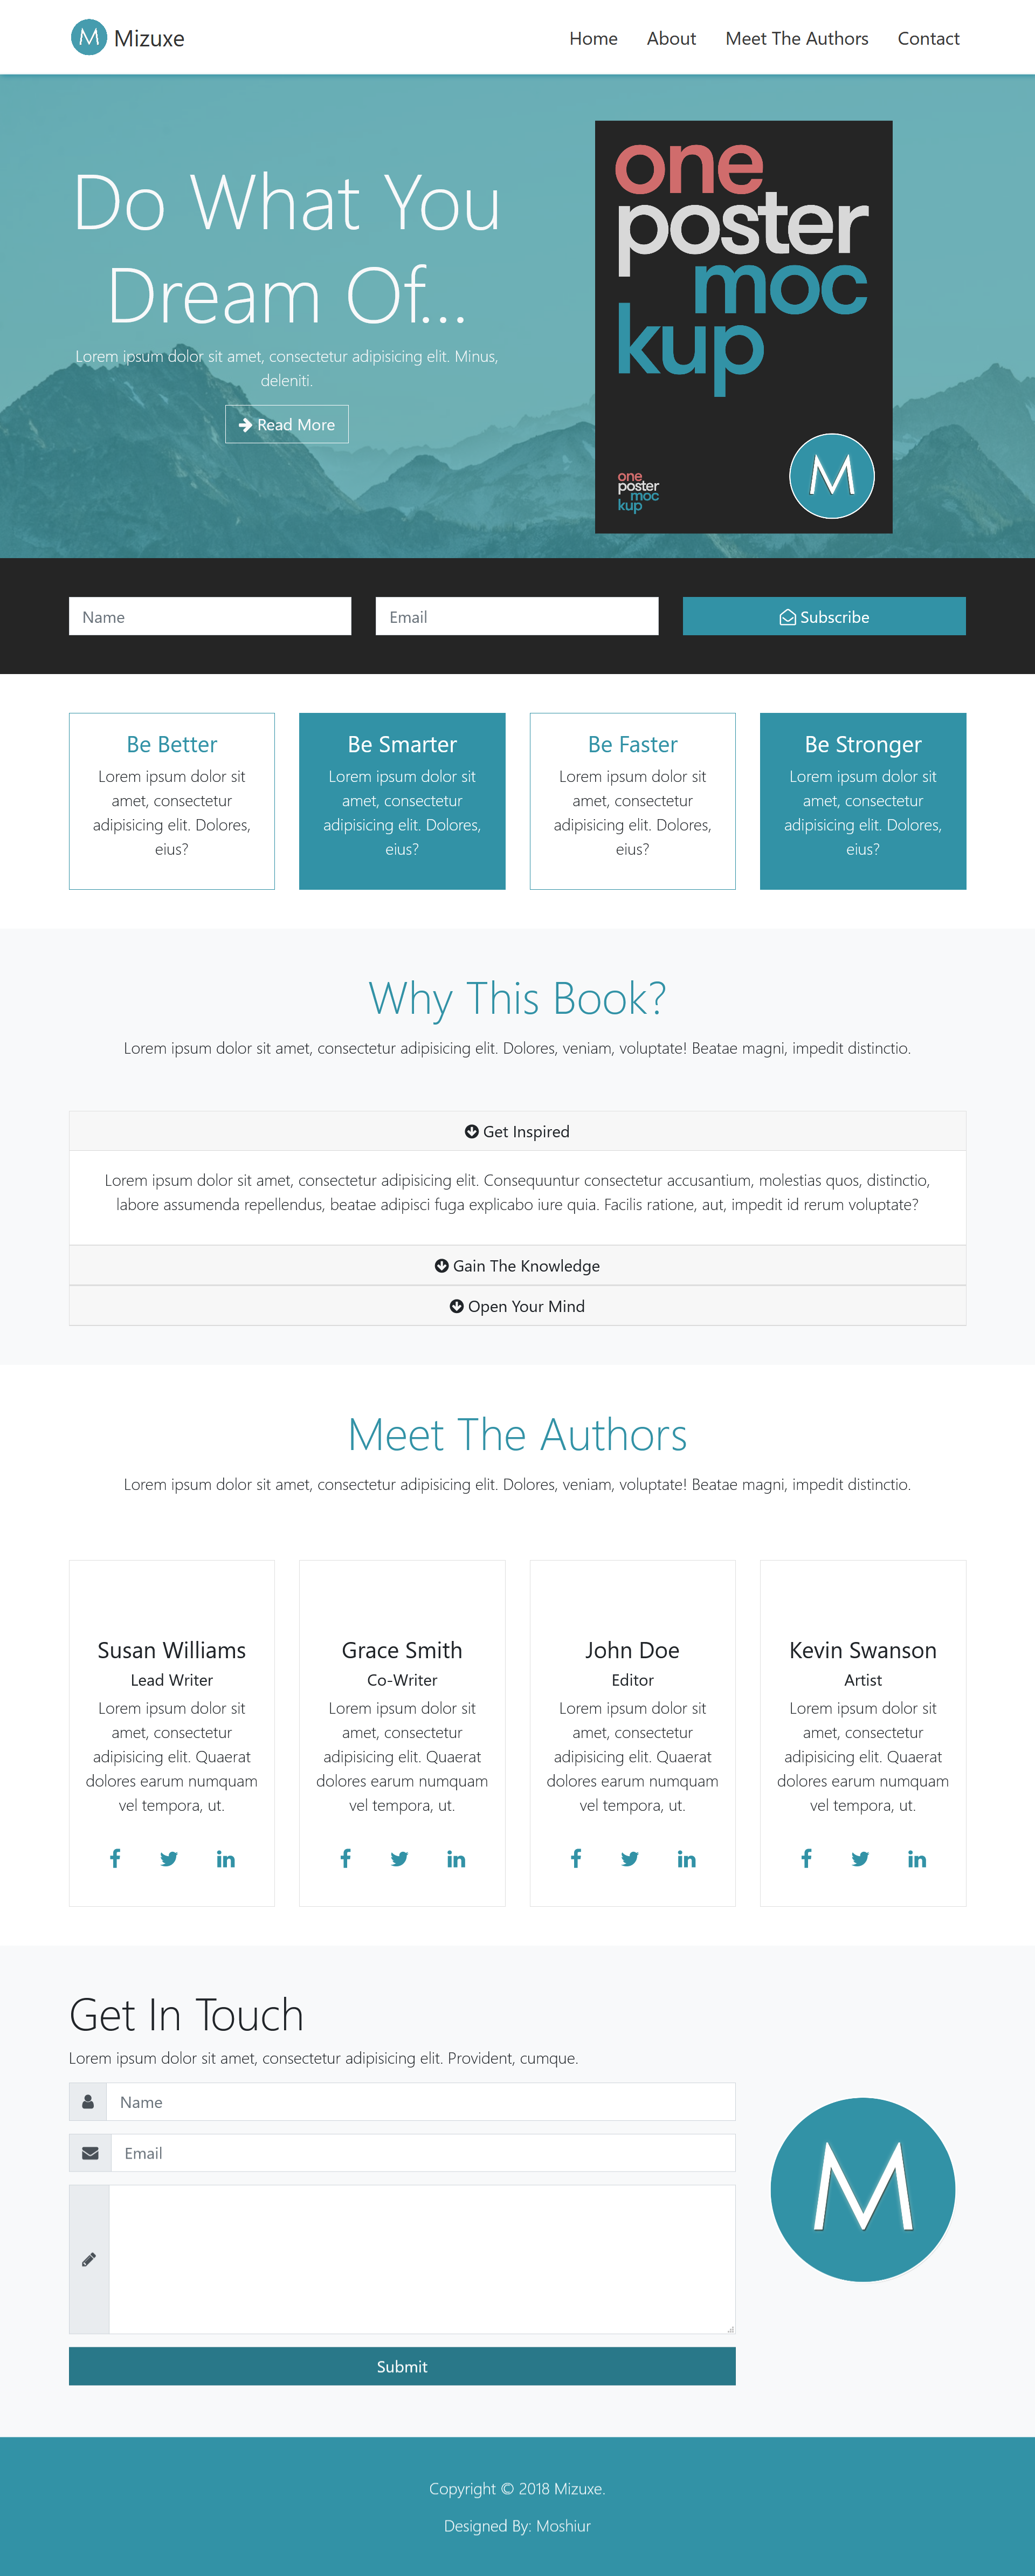 M Mizuxe
Home About Meet The Authors Contact
Do What You
Dream Of...
Lorem ipsum dolor sit amet, consectetur adipisicing elit. Minus,
deleniti.
Read More
one
poster
moc
kup
one
poster
moc
kup
M
Name
Email
Subscribe
Be Better
Lorem ipsum dolor sit
amet, consectetur
adipisicing elit. Dolores,
eius?
Be Smarter
Lorem ipsum dolor sit
amet, consectetur
adipisicing elit. Dolores,
eius?
Be Faster
Lorem ipsum dolor sit
amet, consectetur
adipisicing elit. Dolores,
eius?
Be Stronger
Lorem ipsum dolor sit
amet, consectetur
adipisicing elit. Dolores,
eius?
Why This Book?
Lorem ipsum dolor sit amet, consectetur adipisicing elit. Dolores, veniam, voluptate! Beatae magni, impedit distinctio.
Get Inspired
Lorem ipsum dolor sit amet, consectetur adipisicing elit. Consequuntur consectetur accusantium, molestias quos, distinctio,
labore assumenda repellendus, beatae adipisci fuga explicabo iure quia. Facilis ratione, aut, impedit id rerum voluptate?
Gain The Knowledge
Open Your Mind
Meet The Authors
Lorem ipsum dolor sit amet, consectetur adipisicing elit. Dolores, veniam, voluptate! Beatae magni, impedit distinctio.
Susan Williams
Lead Writer
Lorem ipsum dolor sit
amet, consectetur
adipisicing elit. Quaerat
dolores earum numquam
vel tempora, ut.
Grace Smith
Co-Writer
Lorem ipsum dolor sit
amet, consectetur
adipisicing elit. Quaerat
dolores earum numquam
vel tempora, ut.
John Doe
Editor
Lorem ipsum dolor sit
amet, consectetur
adipisicing elit. Quaerat
dolores earum numquam
vel tempora, ut.
Kevin Swanson
Artist
Lorem ipsum dolor sit
amet, consectetur
adipisicing elit. Quaerat
dolores earum numquam
vel tempora, ut.
Get In Touch
Lorem ipsum dolor sit amet, consectetur adipisicing elit. Provident, cumque.
Name
Email
Submit
M
Copyright © 2018 Mizuxe.
Designed By: Moshiur